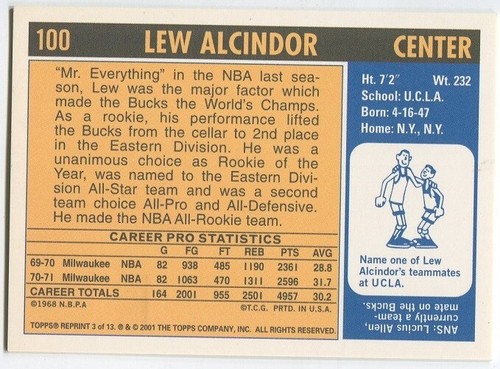 100 LEW ALCINDOR CENTER
"Mr. Everything" in the NBA last sea-
son, Lew was the major factor which
made the Bucks the World's Champs.
As a rookie, his performance lifted
the Bucks from the cellar to 2nd place
in the Eastern Division. He was a
unanimous choice as Rookie of the
Year, was named to the Eastern Divi-
sion All-Star team and was a second
team choice All-Pro and All-Defensive.
He made the NBA All-Rookie team.
CAREER PRO STATISTICS
G FG FT REB PTS AVG
69-70 Milwaukee NBA 82 938 485 1190 2361 28.8
70-71 Milwaukee NBA 82 1063 470 1311 2596 31.7
CAREER TOTALS 164 2001 955 2501 4957 30.2
©1968 N.B.P.A ©T.C.G. PRTD. IN U.S.A.
TOPPS® REPRINT 3 of 13. ® & © 2001 THE TOPPS COMPANY, INC. ALL RIGHTS RESERVED.
Ht. 7'2" Wt. 232
School: U.C.L.A.
Born: 4-16-47
Home: N.Y., N.Y.
Name one of Lew
Alcindor's teammates
at UCLA.
ANS: Lucius Allen,
currently a team-
mate on the Bucks.